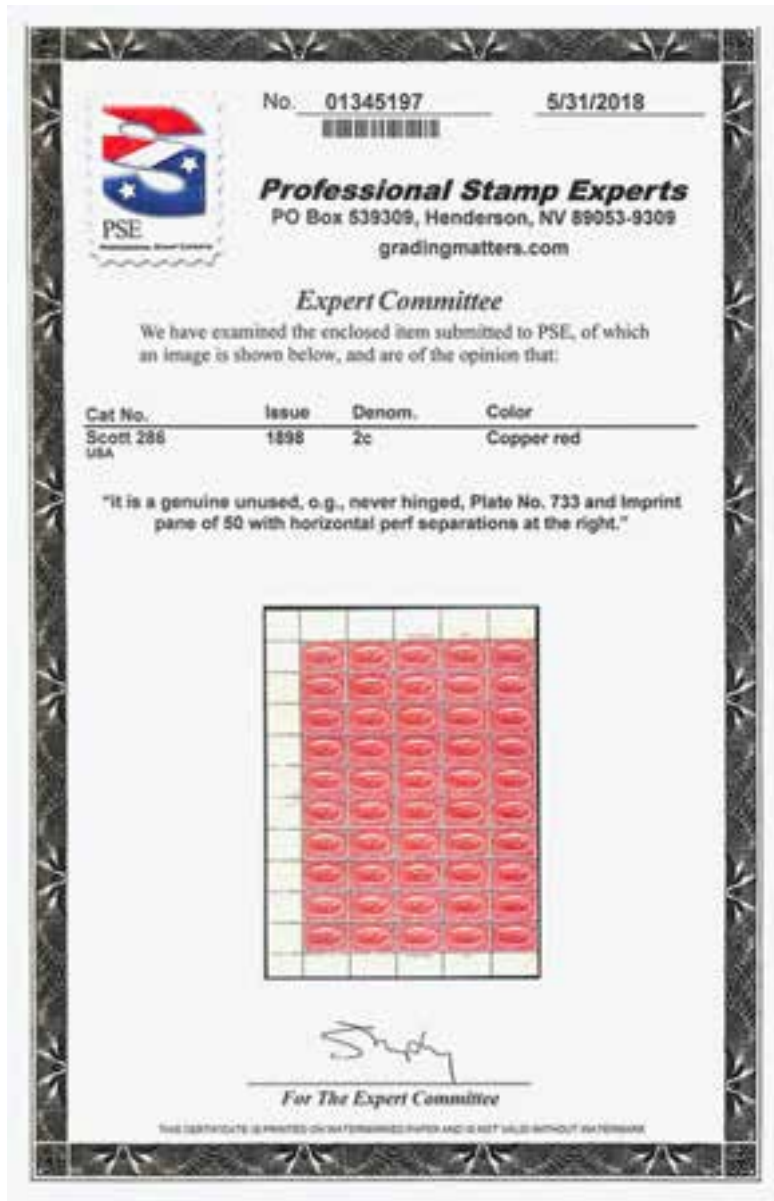 No. 01345197 5/31/2018
PSE
Professional Stamp Experts
Professional Stamp Experts
PO Box 539309, Henderson, NV 89053-9309
gradingmatters.com
Expert Committee
We have examined the enclosed item submitted to PSE, of which
an image is shown below, and are of the opinion that:
Cat No. Issue Denom. Color
Scott 286 1898 2c Copper red
USA
"it is a genuine unused, o.g., never hinged, Plate No. 733 and Imprint
pane of 50 with horizontal perf separations at the right."
For The Expert Committee
THIS CERTIFICATE IS PRINTED ON WATERMARKED PAPER AND IS NOT VALID WITHOUT WATERMARK